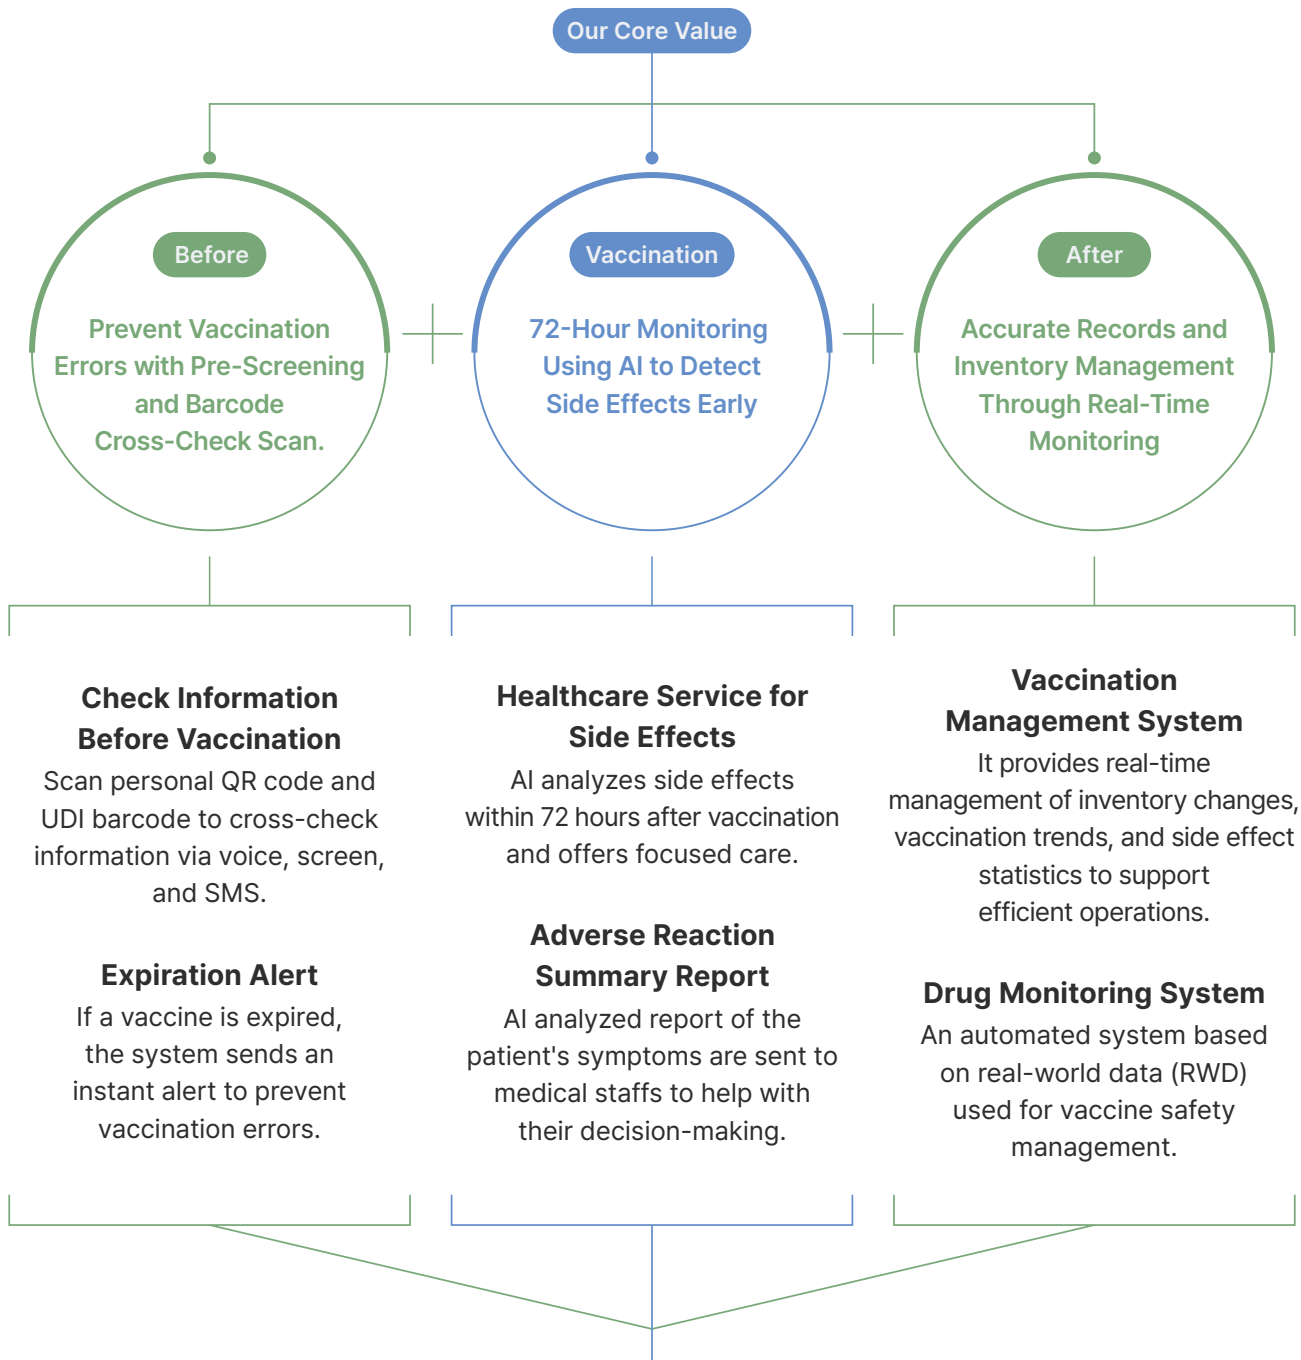 Our Core Value
Before
Prevent Vaccination
Errors with Pre-Screening
and Barcode
Cross-Check Scan.
Vaccination
72-Hour Monitoring
Using AI to Detect
Side Effects Early
After
Accurate Records and
Inventory Management
Through Real-Time
Monitoring
Check Information
Before Vaccination
Scan personal QR code and
UDI barcode to cross-check
information via voice, screen,
and SMS.
Expiration Alert
If a vaccine is expired,
the system sends an
instant alert to prevent
vaccination errors.
Healthcare Service for
Side Effects
AI analyzes side effects
within 72 hours after vaccination
and offers focused care.
Adverse Reaction
Summary Report
AI analyzed report of the
patient's symptoms are sent to
medical staffs to help with
their decision-making.
Vaccination
Management System
It provides real-time
management of inventory changes,
vaccination trends, and side effect
statistics to support
efficient operations.
Drug Monitoring System
An automated system based
on real-world data (RWD)
used for vaccine safety
management.